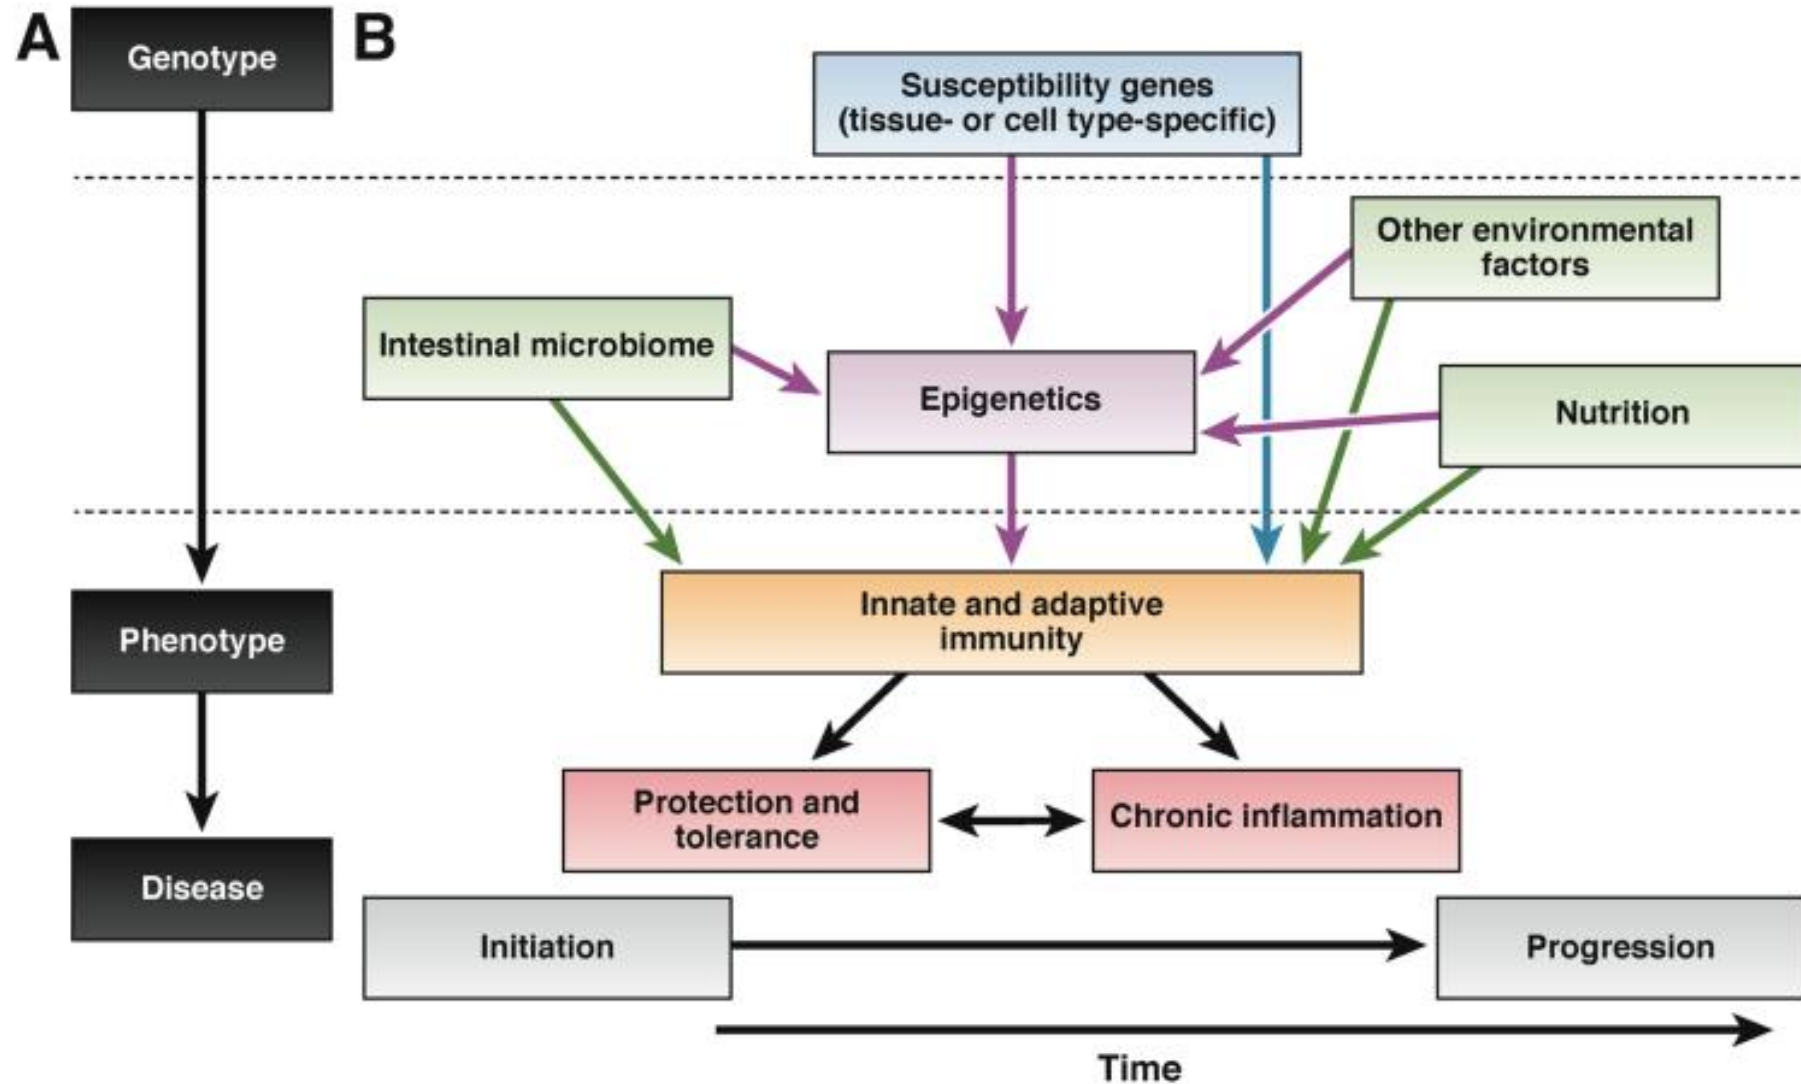 A
Genotype
Phenotype
Disease
B
Susceptibility genes
(tissue- or cell type-specific)
Other environmental
factors
Intestinal microbiome
Epigenetics
Nutrition
Innate and adaptive
immunity
Protection and
tolerance
Chronic inflammation
Initiation
Progression
Time